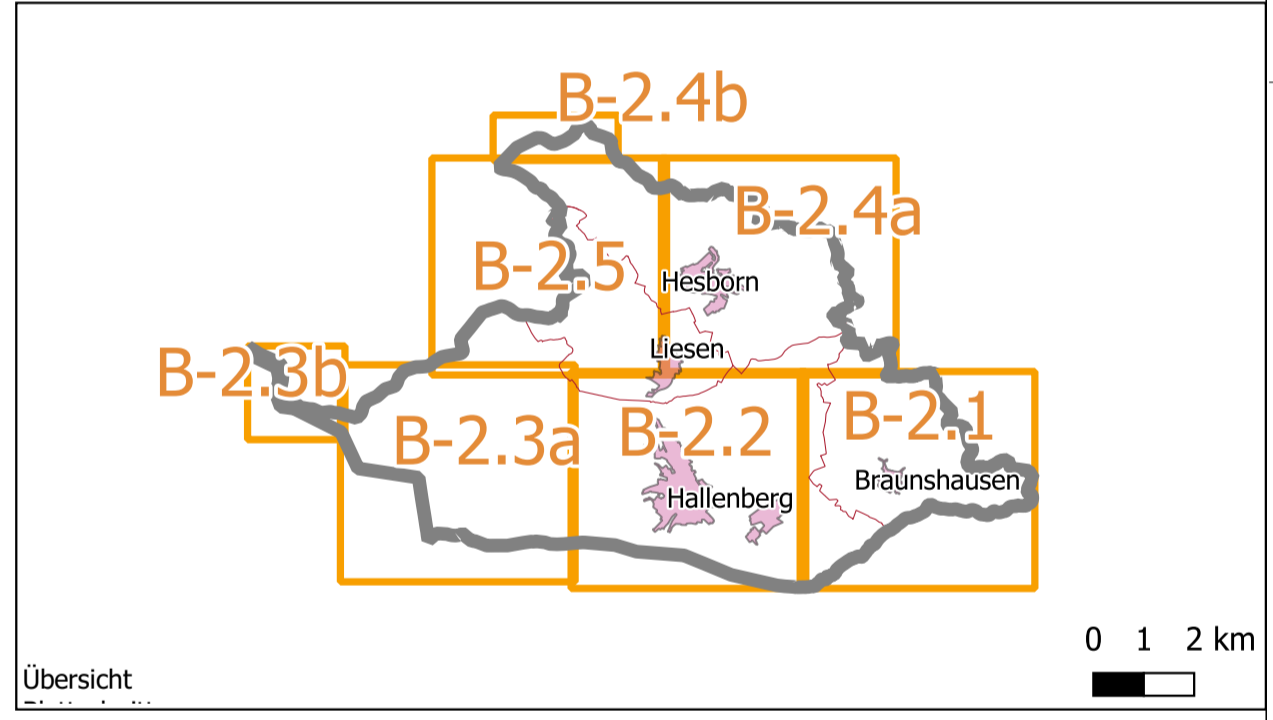 B-2.4b
B-2.4a
B-2.5
Hesborn
Liesen
B-2.3b
B-2.3a
B-2.2
B-2.1
Braunshausen
Hallenberg
0 1 2 km
Übersicht